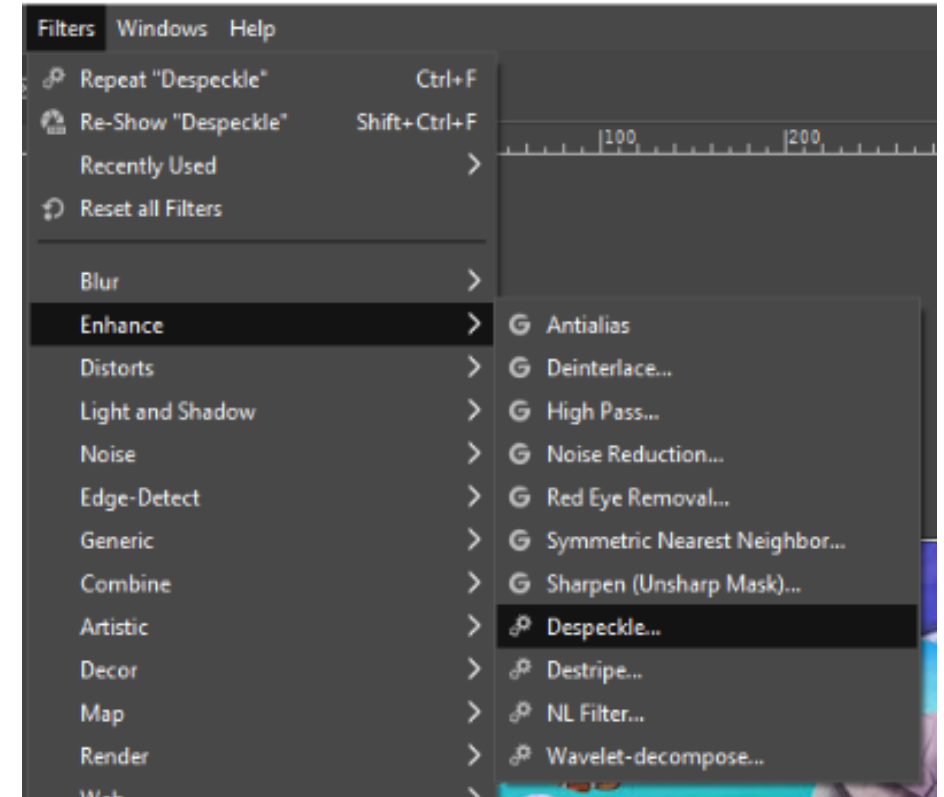 Filters Windows Help
Repeat "Despeckle" Ctrl+F
Re-Show "Despeckle" Shift+Ctrl+F
Recently Used
Reset all Filters
100 200
Blur
Enhance
Distorts
Light and Shadow
Noise
Edge-Detect
Generic
Combine
Artistic
Decor
Map
Render
Antialias
Deinterlace...
High Pass...
Noise Reduction...
Red Eye Removal...
Symmetric Nearest Neighbor...
Sharpen (Unsharp Mask)...
Despeckle...
Destripe...
NL Filter...
Wavelet-decompose...